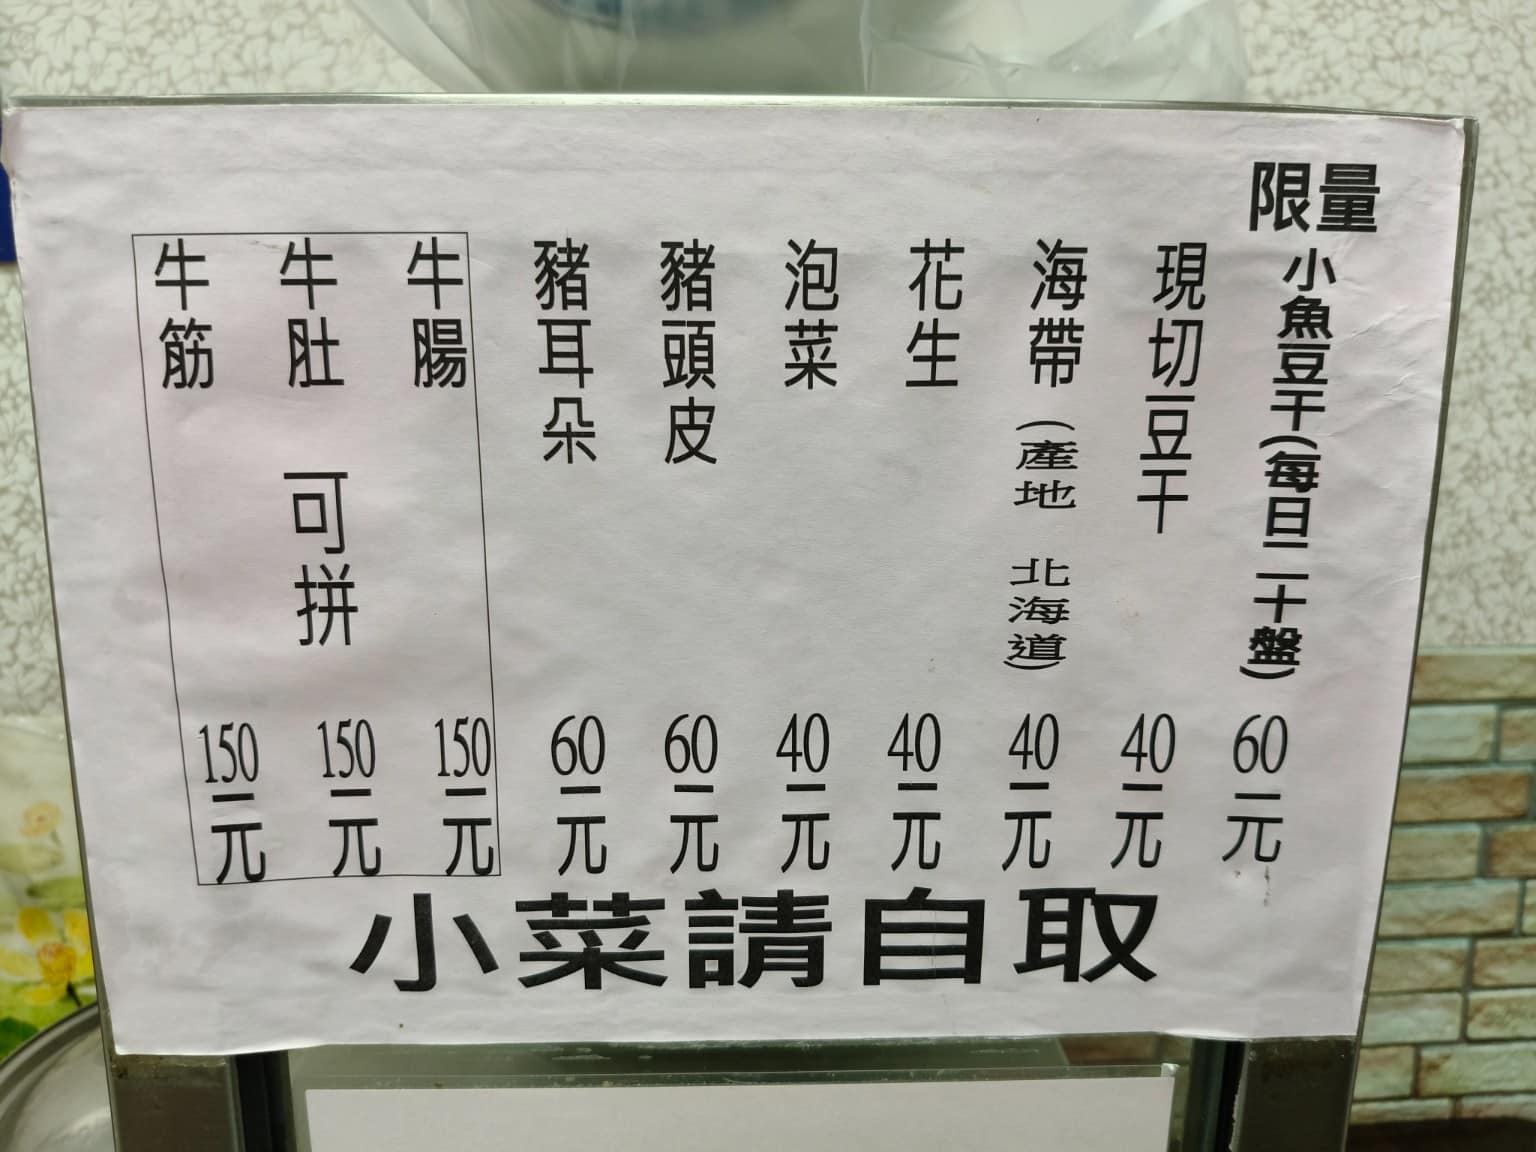 限量
小魚豆干(每日二十盤) 60元
現切豆干 40元
海帶(產地 北海道) 40元
花生 40元
泡菜 40元
豬頭皮 60元
豬耳朵 60元
牛腸 150元
牛肚 150元
牛筋 150元
可拼
小菜請自取